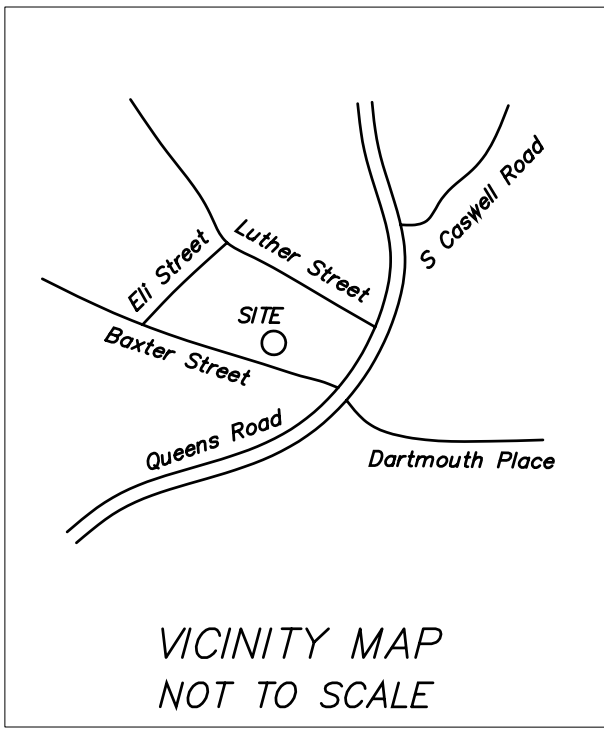 S Caswell Road
Luther Street
Eli Street
SITE
Baxter Street
Queens Road
Dartmouth Place
VICINITY MAP
NOT TO SCALE